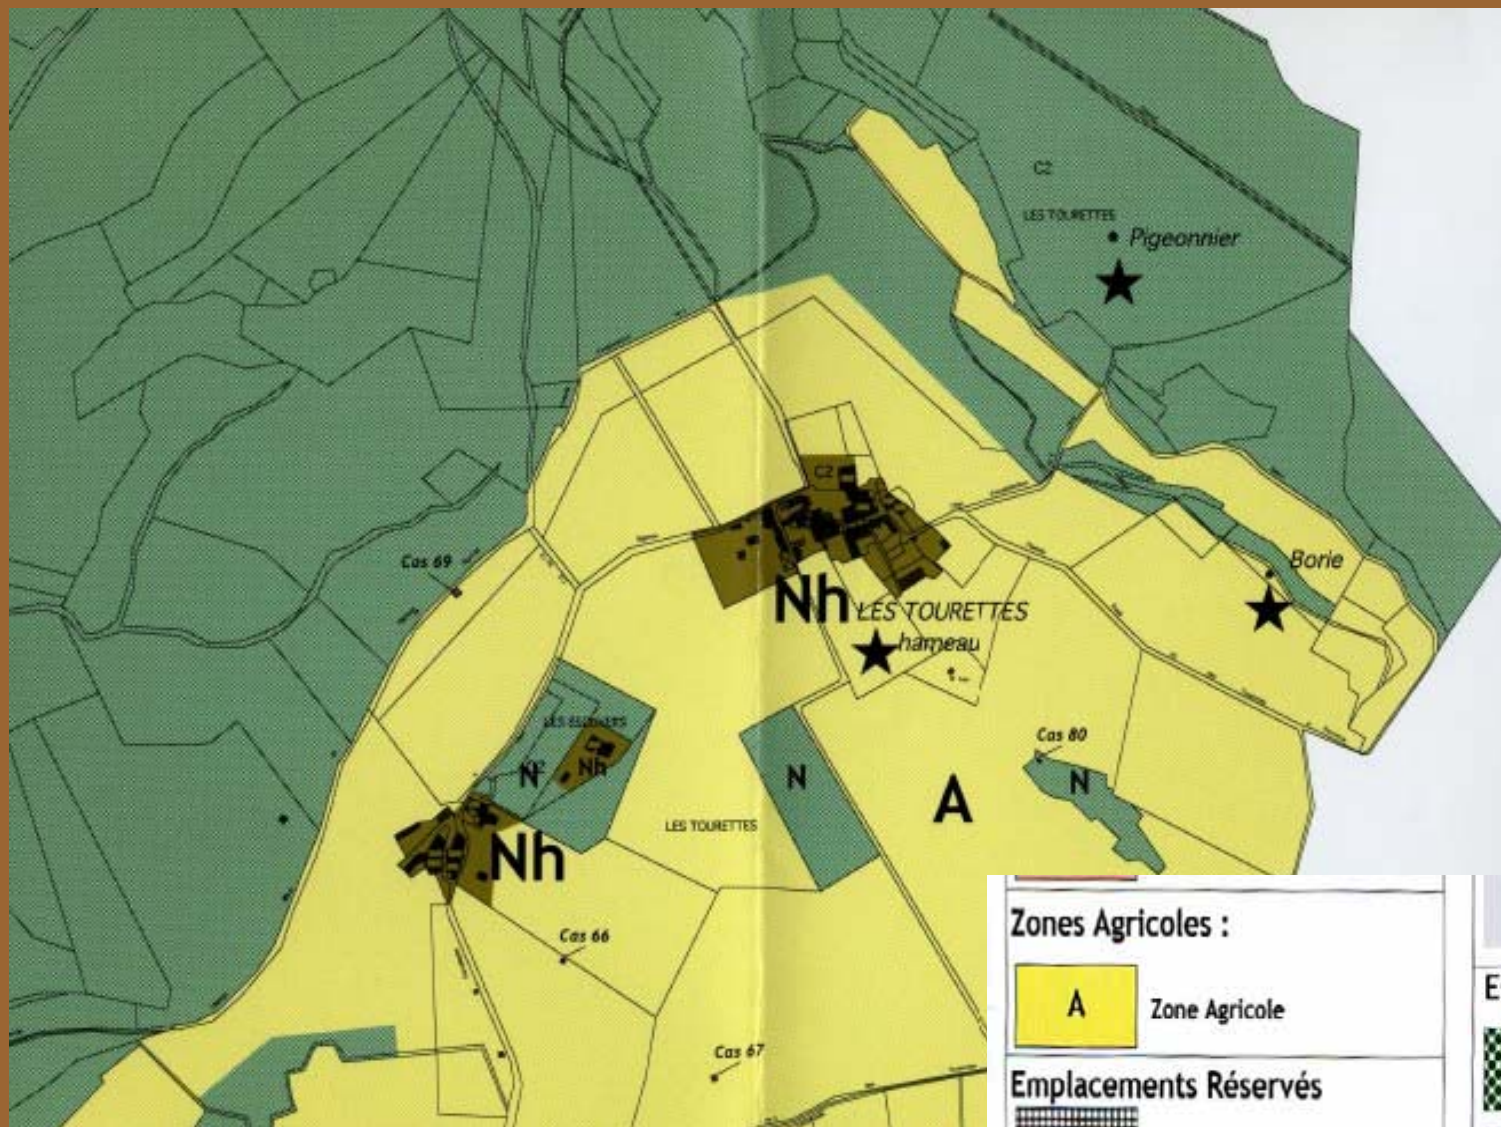 C2
LES TOURETTES
Pigeonnier
C2
Cas 69
Borie
Nh
LES TOURETTES
hameau
N
Nh
N
Cas 80
N
A
LES TOURETTES
Nh
Cas 66
Cas 67
Zones Agricoles :
A
Zone Agricole
Emplacements Réservés
E